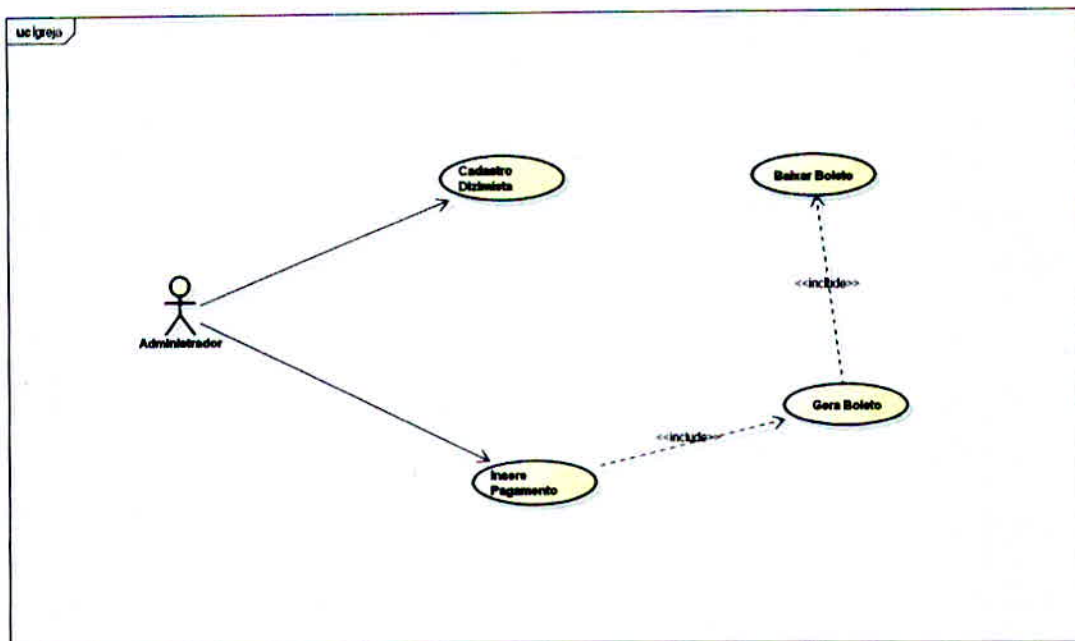 uc Igreja
Cadastro
Dizimista
Baixar Boleto
Administrador
<<include>>
Gera Boleto
<<include>>
Insere
Pagamento